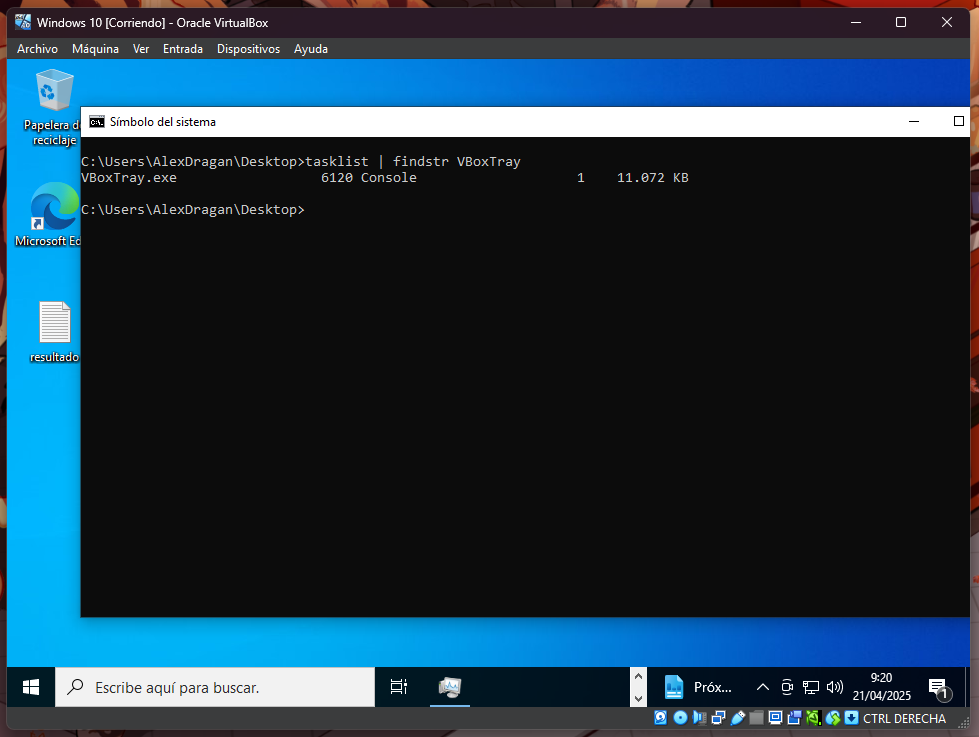 Windows 10 [Corriendo] - Oracle VirtualBox
Archivo Máquina Ver Entrada Dispositivos Ayuda
Papelera d
reciclaje
Microsoft Ed
resultado
Símbolo del sistema
C:\Users\AlexDragan\Desktop>tasklist | findstr VBoxTray
VBoxTray.exe 6120 Console 1 11.072 KB
C:\Users\AlexDragan\Desktop>
Escribe aquí para buscar.
Próx...
9:20
21/04/2025
1
CTRL DERECHA